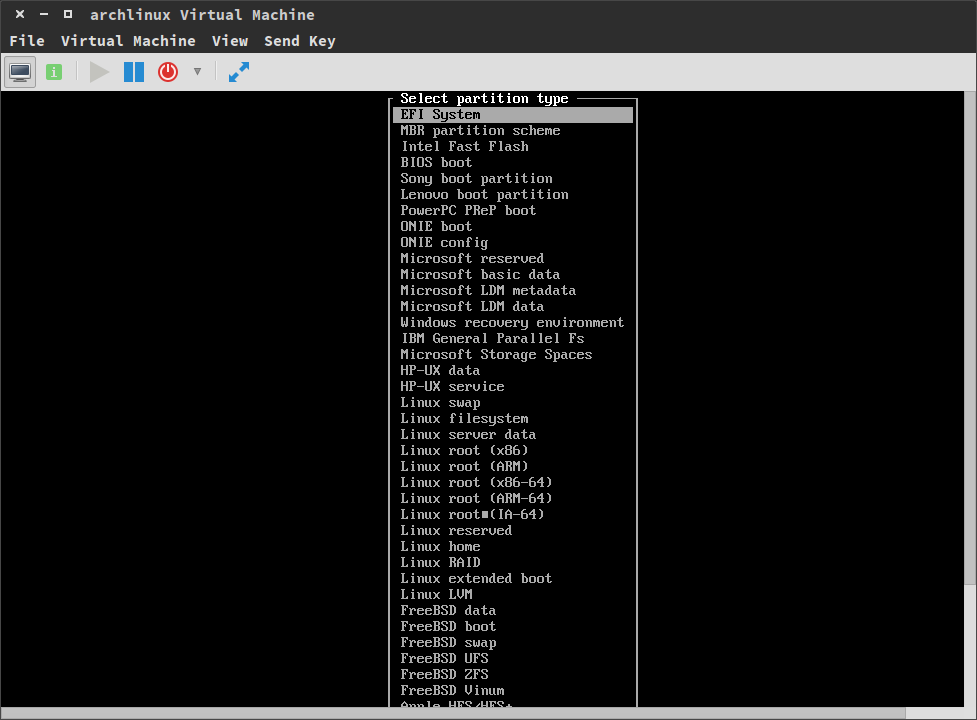 archlinux Virtual Machine
File Virtual Machine View Send Key
Select partition type
EFI System
MBR partition scheme
Intel Fast Flash
BIOS boot
Sony boot partition
Lenovo boot partition
PowerPC PReP boot
ONIE boot
ONIE config
Microsoft reserved
Microsoft basic data
Microsoft LDM metadata
Microsoft LDM data
Windows recovery environment
IBM General Parallel Fs
Microsoft Storage Spaces
HP-UX data
HP-UX service
Linux swap
Linux filesystem
Linux server data
Linux root (x86)
Linux root (ARM)
Linux root (x86-64)
Linux root (ARM-64)
Linux root■(IA-64)
Linux reserved
Linux home
Linux RAID
Linux extended boot
Linux LVM
FreeBSD data
FreeBSD boot
FreeBSD swap
FreeBSD UFS
FreeBSD ZFS
FreeBSD Vinum
Apple HFS/HFS+